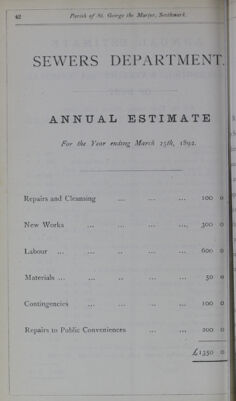 42 Parish of St. George the Martyr, Southwark.
SEWERS DEPARTMENT.
ANNUAL ESTIMATE
For the Year ending March 25th, 1892.
Repairs and Cleansing ... ... ... 100 0
New Works ... ... ... ... 300 0
Labour ... ... ... ... ... 600 0
Materials ... ... ... ... ... 50 0
Contingencies ... ... ... ... 100 0
Repairs to Public Conveniences ... ... 200 0
£1350 0